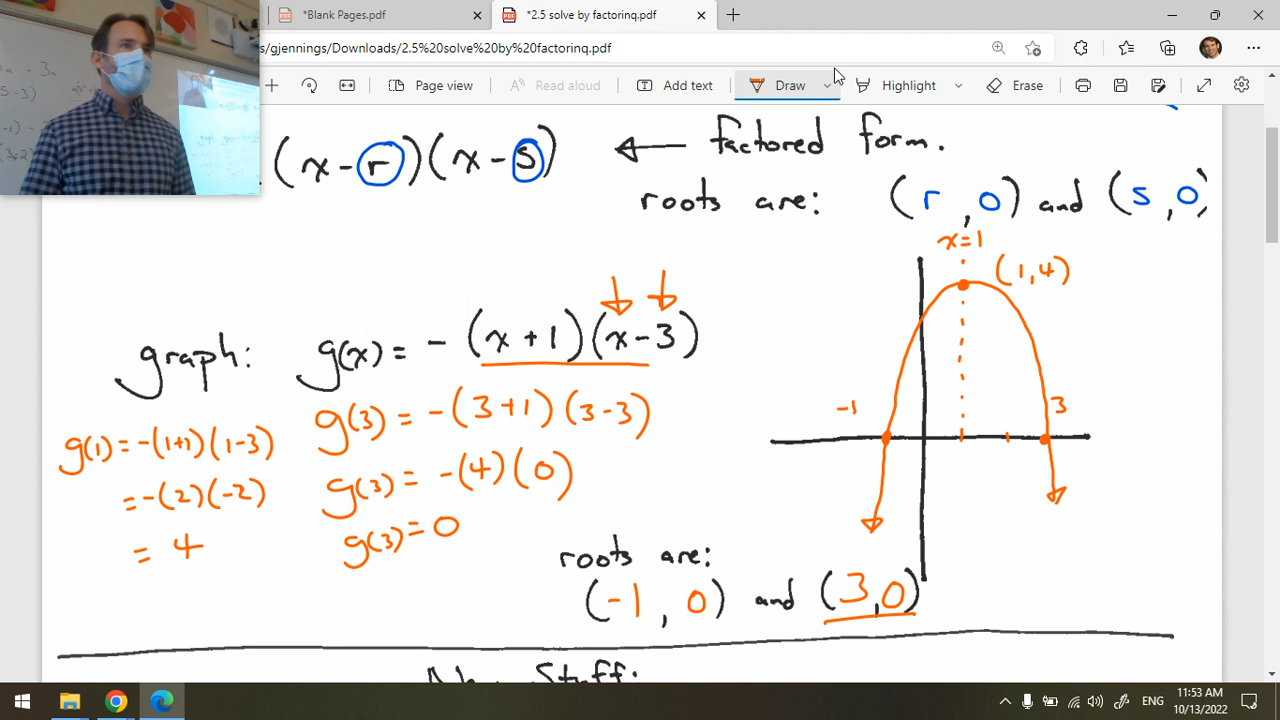 *Blank Pages.pdf
*2.5 solve by factorinq.pdf
gjennings/Downloads/2.5%20solve%20by%20factorinq.pdf
Page view
Read aloud
Add text
Draw
Highlight
Erase
(x-r)(x-s) ← factored form.
roots are: (r, 0) and (s, 0)
x=1
(1,4)
graph: g(x) = -(x+1)(x-3)
g(3) = -(3+1)(3-3)
g(1) = -(1+1)(1-3)
g(3) = -(4)(0)
= -(2)(-2)
g(3) = 0
= 4
-1
3
roots are:
(-1, 0) and (3,0)
Stuff:
ENG
11:53 AM
10/13/2022